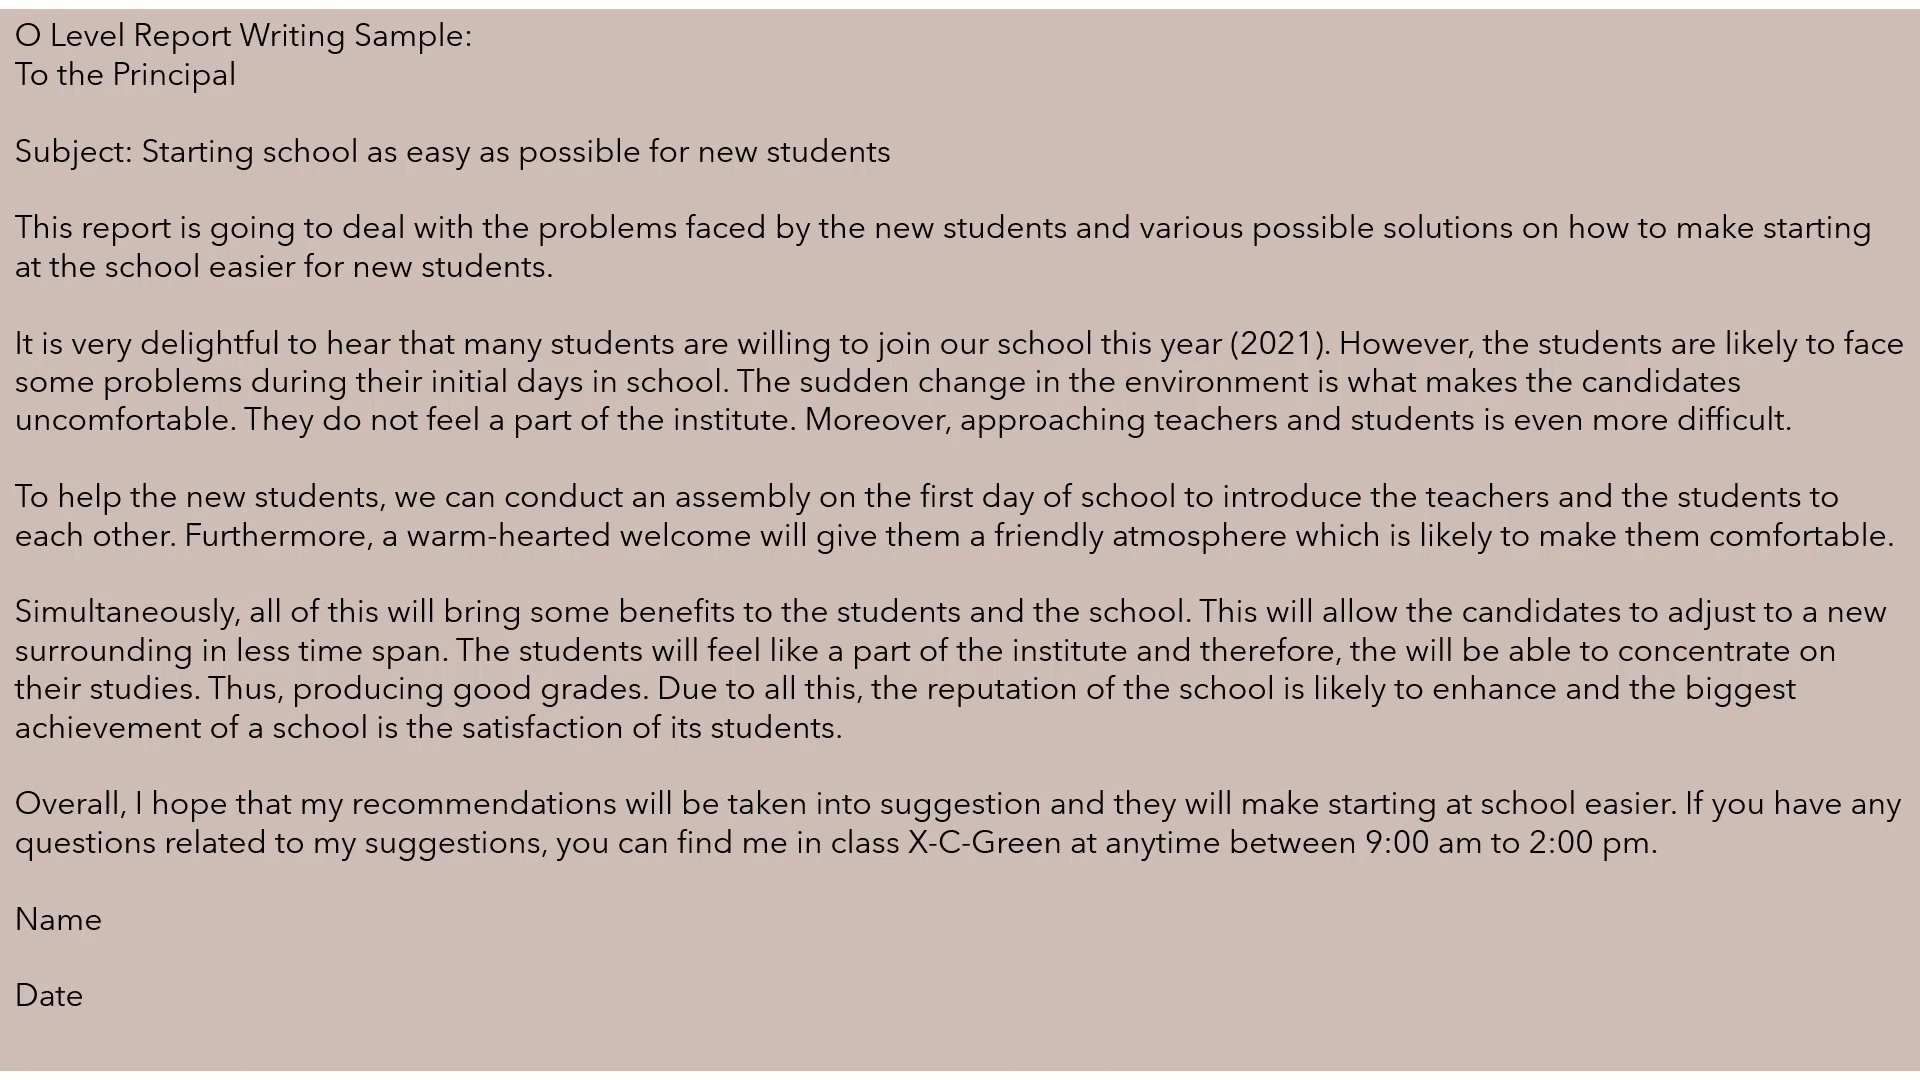 O Level Report Writing Sample:
To the Principal
Subject: Starting school as easy as possible for new students
This report is going to deal with the problems faced by the new students and various possible solutions on how to make starting
at the school easier for new students.
It is very delightful to hear that many students are willing to join our school this year (2021). However, the students are likely to face
some problems during their initial days in school. The sudden change in the environment is what makes the candidates
uncomfortable. They do not feel a part of the institute. Moreover, approaching teachers and students is even more difficult.
To help the new students, we can conduct an assembly on the first day of school to introduce the teachers and the students to
each other. Furthermore, a warm-hearted welcome will give them a friendly atmosphere which is likely to make them comfortable.
Simultaneously, all of this will bring some benefits to the students and the school. This will allow the candidates to adjust to a new
surrounding in less time span. The students will feel like a part of the institute and therefore, the will be able to concentrate on
their studies. Thus, producing good grades. Due to all this, the reputation of the school is likely to enhance and the biggest
achievement of a school is the satisfaction of its students.
Overall, I hope that my recommendations will be taken into suggestion and they will make starting at school easier. If you have any
questions related to my suggestions, you can find me in class X-C-Green at anytime between 9:00 am to 2:00 pm.
Name
Date